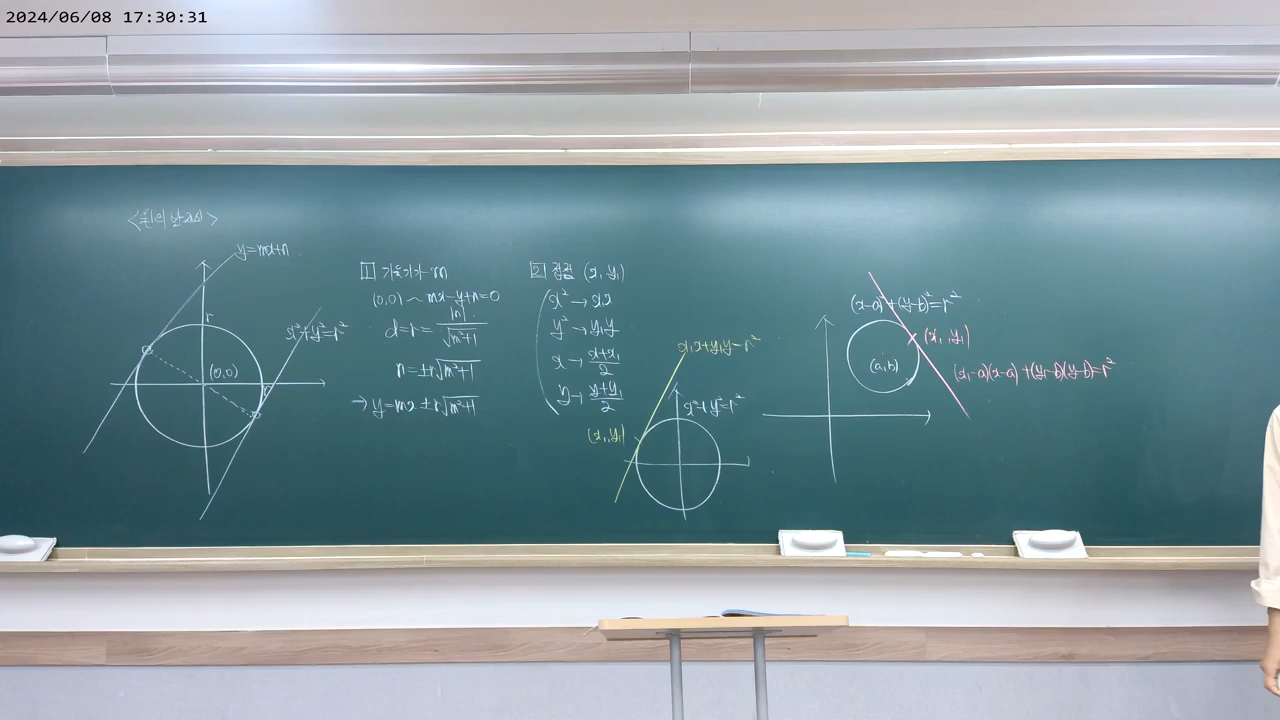 2024/06/08 17:30:31
<원의 방정식>
y=mx+n
x²+y²=r²
r
(0,0)
r
1 기울기가 m
(0,0) ~ mx-y+n=0
d=r=|n|/√m²+1
n=±r√m²+1
→ y=mx±r√m²+1
2 접점 (x₁, y₁)
x² → x₁x
y² → y₁y
x → x+x₁/2
y → y+y₁/2
x₁x+y₁y=r²
x²+y²=r²
(x₁, y₁)
(x-a)²+(y-b)²=r²
(x₁, y₁)
(a,b)
(x₁-a)(x-a)+(y₁-b)(y-b)=r²